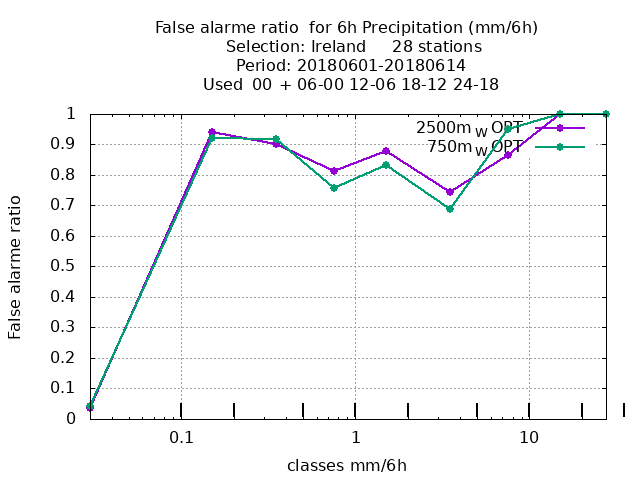 False alarme ratio  for 6h Precipitation (mm/6h)
Selection: Ireland     28 stations
Period: 20180601-20180614
Used  00  + 06-00 12-06 18-12 24-18
2500m WOPT
750m WOPT
1
0.9
0.8
0.7
0.6
0.5
0.4
0.3
0.2
0.1
0
False alarme ratio
0.1 1 10
classes mm/6h